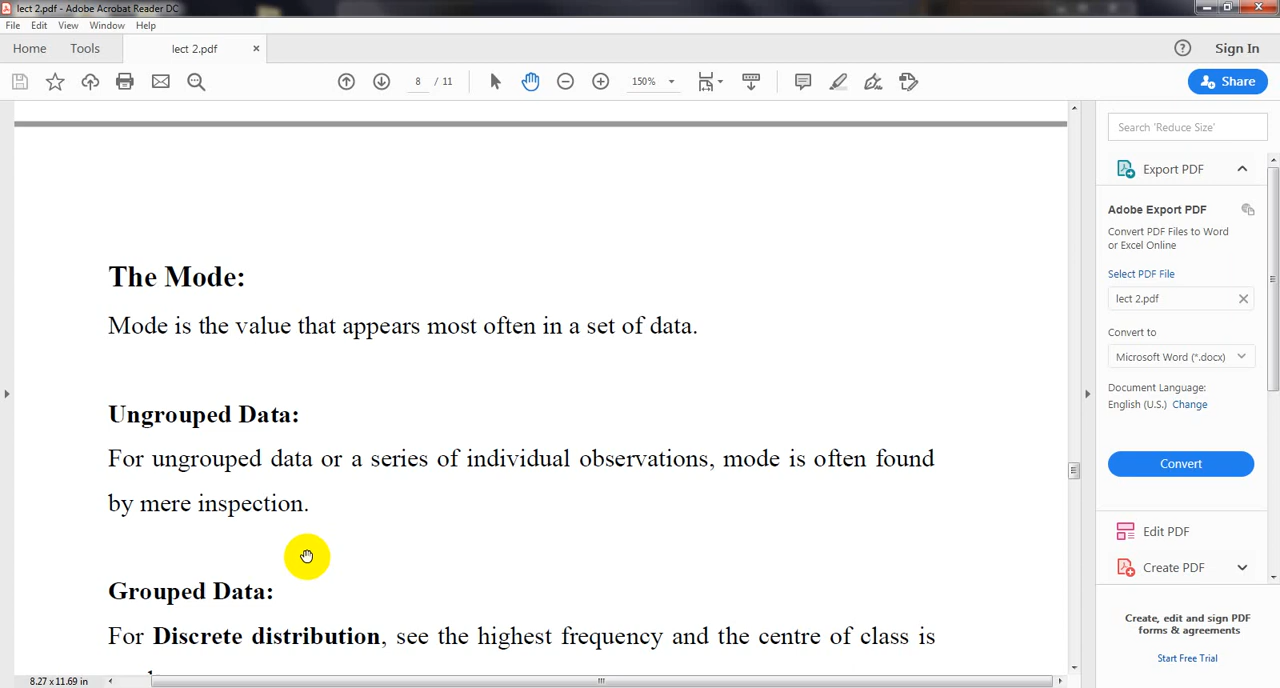 lect 2.pdf - Adobe Acrobat Reader DC
File Edit View Window Help
Home Tools lect 2.pdf × Sign In
8 / 11 150% Share
The Mode:
Mode is the value that appears most often in a set of data.
Ungrouped Data:
For ungrouped data or a series of individual observations, mode is often found
by mere inspection.
Grouped Data:
For Discrete distribution, see the highest frequency and the centre of class is
8.27 x 11.69 in
Search 'Reduce Size'
Export PDF
Adobe Export PDF
Convert PDF Files to Word
or Excel Online
Select PDF File
lect 2.pdf
Convert to
Microsoft Word (*.docx)
Document Language:
English (U.S.) Change
Convert
Edit PDF
Create PDF
Create, edit and sign PDF
forms & agreements
Start Free Trial